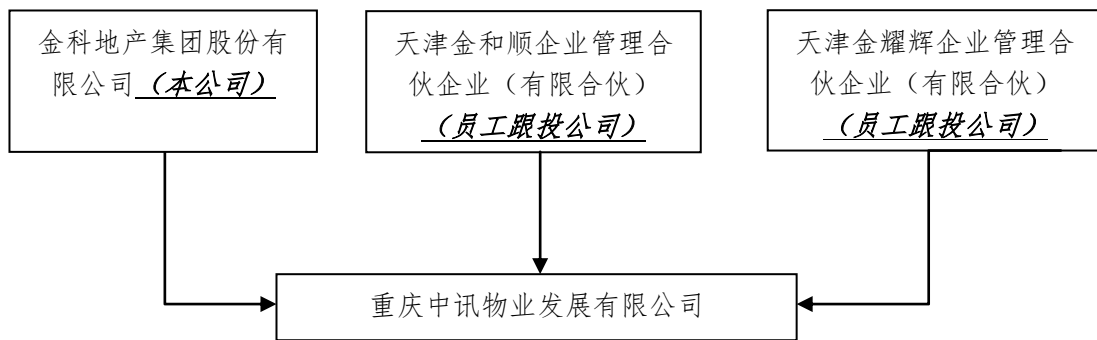 金科地产集团股份有
限公司（本公司）
天津金和顺企业管理合
伙企业（有限合伙）
（员工跟投公司）
天津金耀辉企业管理合
伙企业（有限合伙）
（员工跟投公司）
重庆中讯物业发展有限公司